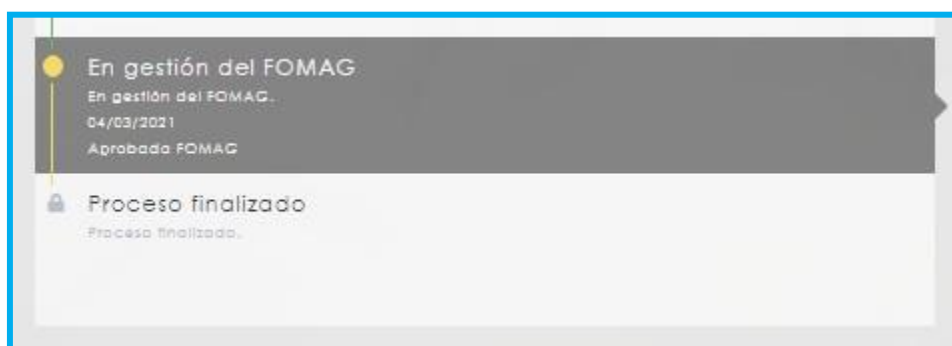 En gestión del FOMAG
En gestión del FOMAG.
04/03/2021
Aprobada FOMAG
Proceso finalizado
Proceso finalizado.